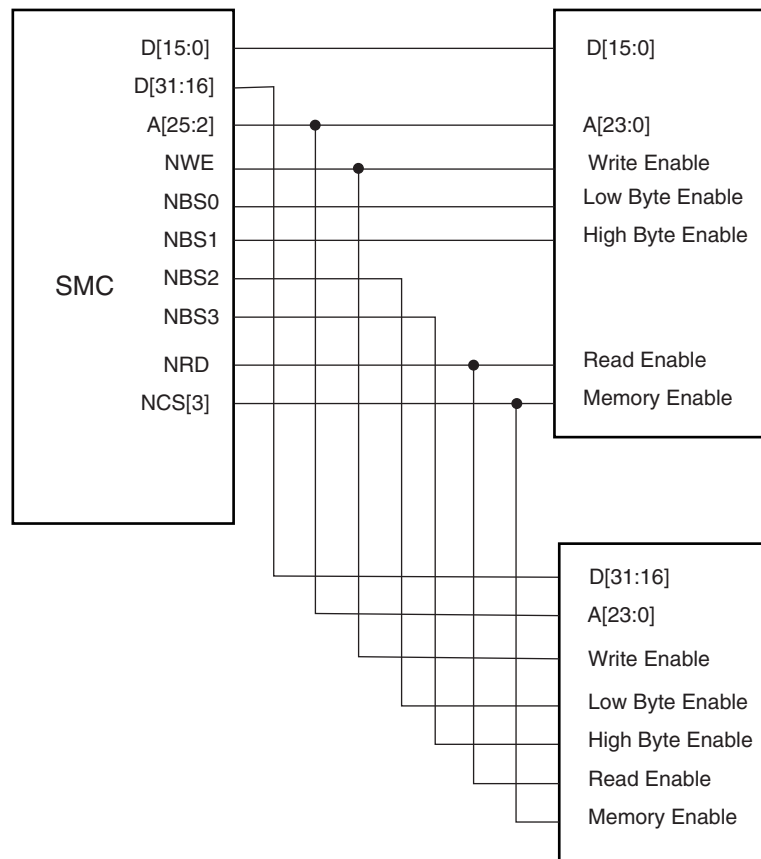 D[15:0]
D[31:16]
A[25:2]
NWE
NBS0
NBS1
NBS2
NBS3
NRD
NCS[3]
SMC
D[15:0]
A[23:0]
Write Enable
Low Byte Enable
High Byte Enable
Read Enable
Memory Enable
D[31:16]
A[23:0]
Write Enable
Low Byte Enable
High Byte Enable
Read Enable
Memory Enable